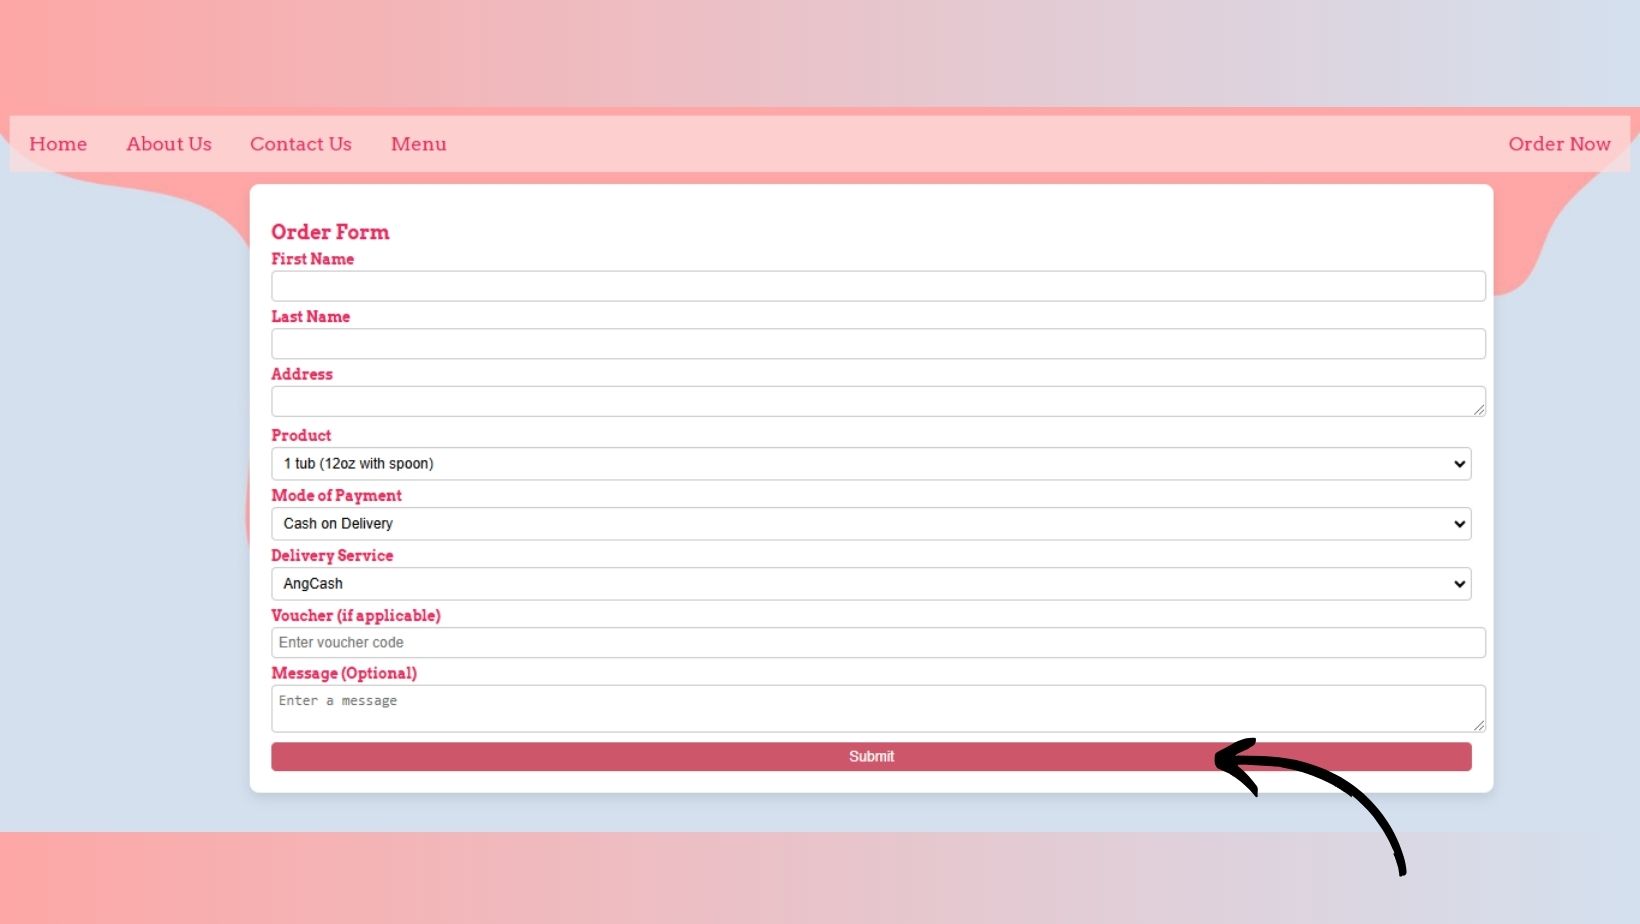 Home About Us Contact Us Menu Order Now
Order Form
First Name
Last Name
Address
Product
1 tub (12oz with spoon)
Mode of Payment
Cash on Delivery
Delivery Service
AngCash
Voucher (if applicable)
Enter voucher code
Message (Optional)
Enter a message
Submit